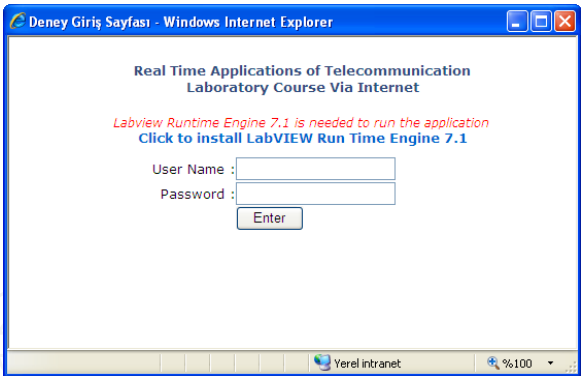 Deney Giriş Sayfası - Windows Internet Explorer
Real Time Applications of Telecommunication
Laboratory Course Via Internet
Labview Runtime Engine 7.1 is needed to run the application
Click to install LabVIEW Run Time Engine 7.1
User Name :
Password :
Enter
Yerel intranet %100